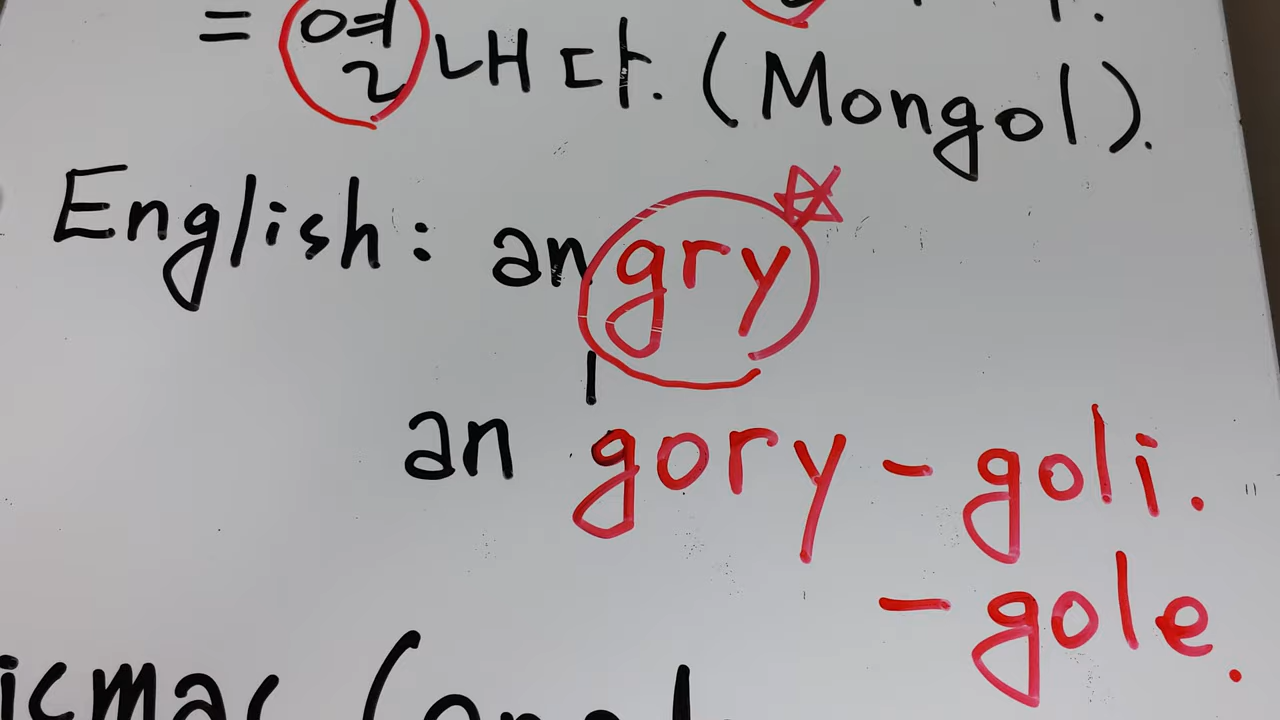 = 열내다. (Mongol).
English: angry
an gory - goli.
- gole.